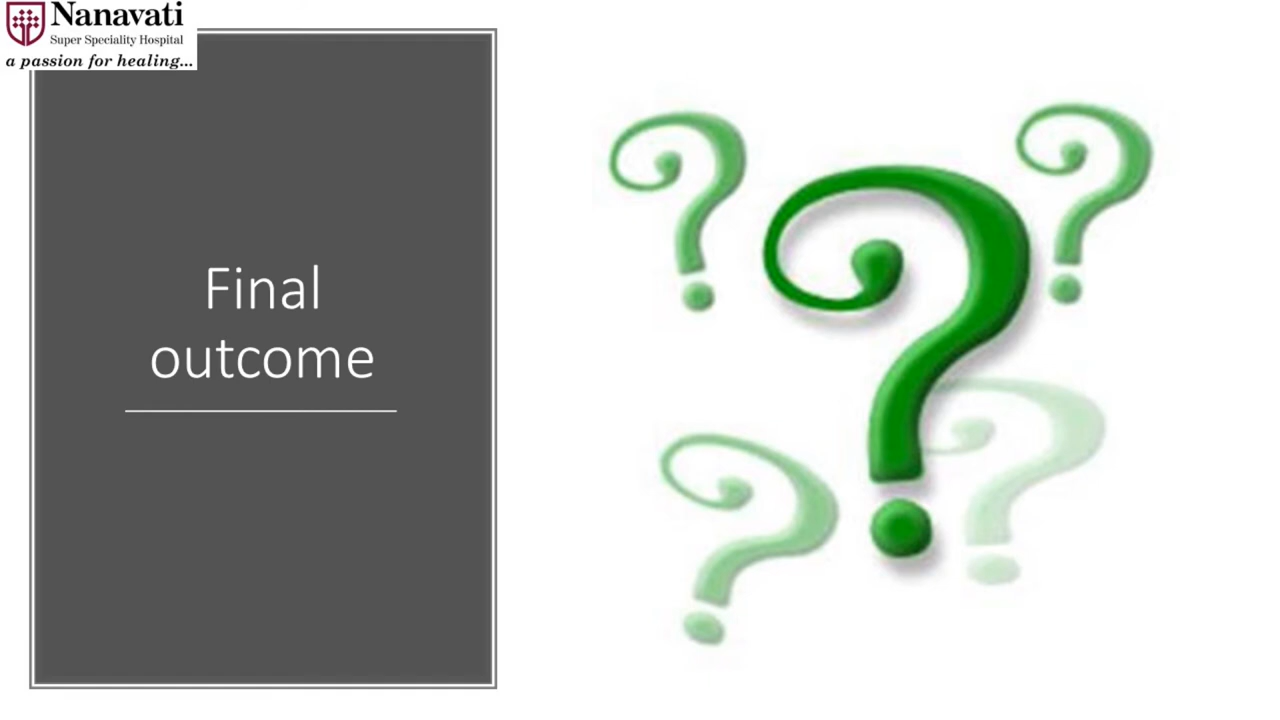 Nanavati
Super Speciality Hospital
a passion for healing...
Final
outcome